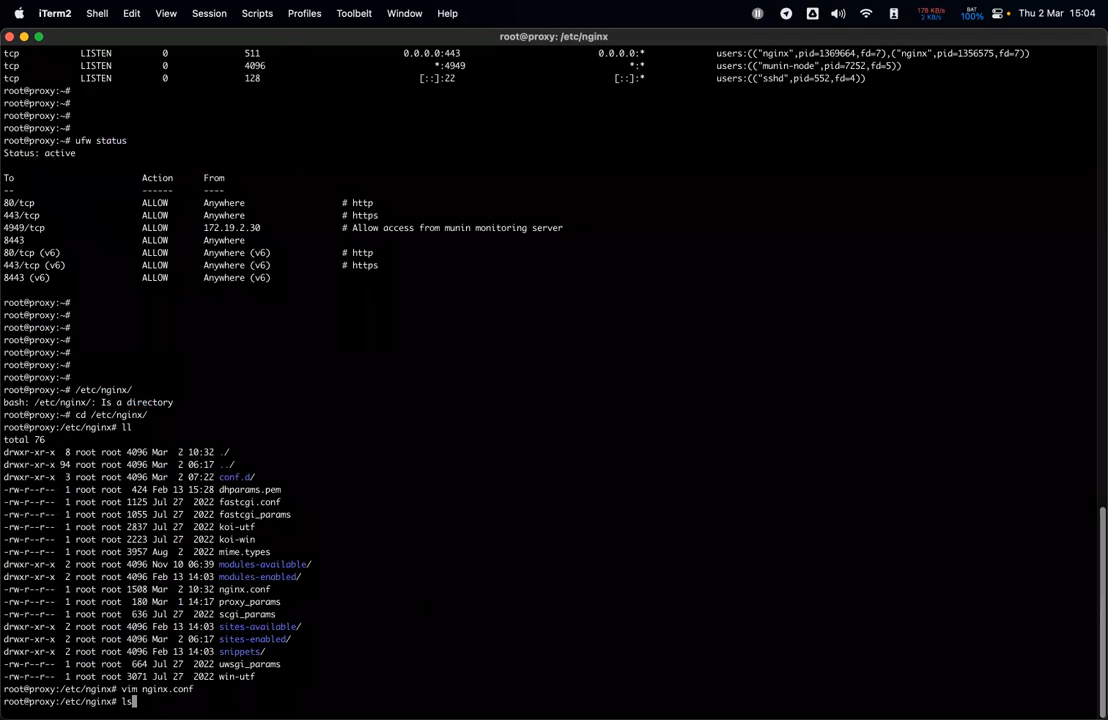 iTerm2 Shell Edit View Session Scripts Profiles Toolbelt Window Help 178 KB/s 2 KB/s BAT 100% Thu 2 Mar 15:04
root@proxy: /etc/nginx
tcp LISTEN 0 511 0.0.0.0:443 0.0.0.0:* users:(("nginx",pid=1369664,fd=7),("nginx",pid=1356575,fd=7))
tcp LISTEN 0 4096 *:4949 *:* users:(("munin-node",pid=7252,fd=5))
tcp LISTEN 0 128 [::]:22 [::]:* users:(("sshd",pid=552,fd=4))
root@proxy:~#
root@proxy:~#
root@proxy:~#
root@proxy:~#
root@proxy:~# ufw status
Status: active
To Action From
-- ------ ----
80/tcp ALLOW Anywhere # http
443/tcp ALLOW Anywhere # https
4949/tcp ALLOW 172.19.2.30 # Allow access from munin monitoring server
8443 ALLOW Anywhere
80/tcp (v6) ALLOW Anywhere (v6) # http
443/tcp (v6) ALLOW Anywhere (v6) # https
8443 (v6) ALLOW Anywhere (v6)
root@proxy:~#
root@proxy:~#
root@proxy:~#
root@proxy:~#
root@proxy:~#
root@proxy:~#
root@proxy:~#
root@proxy:~# /etc/nginx/
bash: /etc/nginx/: Is a directory
root@proxy:~# cd /etc/nginx/
root@proxy:/etc/nginx# ll
total 76
drwxr-xr-x 8 root root 4096 Mar 2 10:32 ./
drwxr-xr-x 94 root root 4096 Mar 2 06:17 ../
drwxr-xr-x 3 root root 4096 Mar 2 07:22 conf.d/
-rw-r--r-- 1 root root 424 Feb 13 15:28 dhparams.pem
-rw-r--r-- 1 root root 1125 Jul 27 2022 fastcgi.conf
-rw-r--r-- 1 root root 1055 Jul 27 2022 fastcgi_params
-rw-r--r-- 1 root root 2837 Jul 27 2022 koi-utf
-rw-r--r-- 1 root root 2223 Jul 27 2022 koi-win
-rw-r--r-- 1 root root 3957 Aug 2 2022 mime.types
drwxr-xr-x 2 root root 4096 Nov 10 06:39 modules-available/
drwxr-xr-x 2 root root 4096 Feb 13 14:03 modules-enabled/
-rw-r--r-- 1 root root 1508 Mar 2 10:32 nginx.conf
-rw-r--r-- 1 root root 180 Mar 1 14:17 proxy_params
-rw-r--r-- 1 root root 636 Jul 27 2022 scgi_params
drwxr-xr-x 2 root root 4096 Feb 13 14:03 sites-available/
drwxr-xr-x 2 root root 4096 Mar 2 06:17 sites-enabled/
drwxr-xr-x 2 root root 4096 Feb 13 14:03 snippets/
-rw-r--r-- 1 root root 664 Jul 27 2022 uwsgi_params
-rw-r--r-- 1 root root 3071 Jul 27 2022 win-utf
root@proxy:/etc/nginx# vim nginx.conf
root@proxy:/etc/nginx# ls